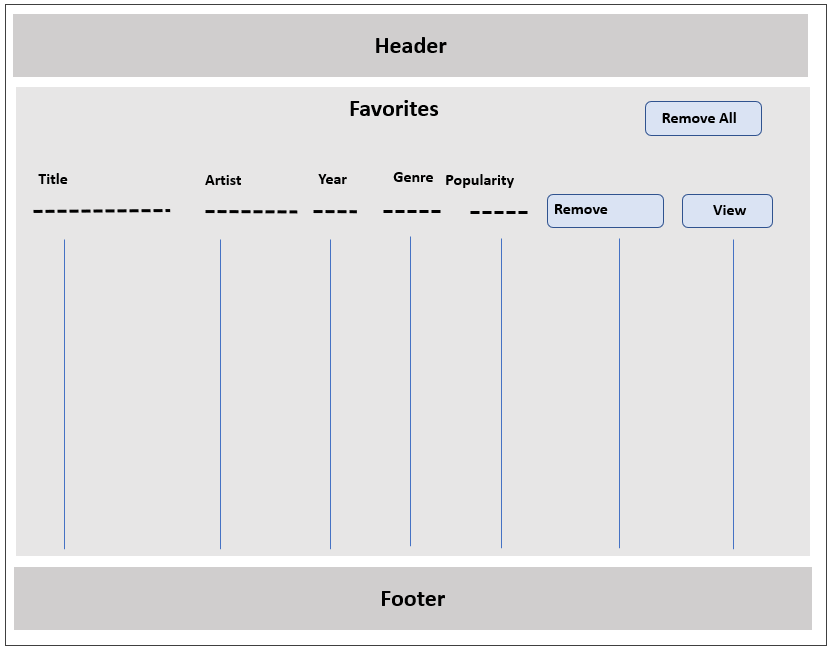 Header
Favorites
Remove All
Title Artist Year Genre Popularity
Remove View
Footer